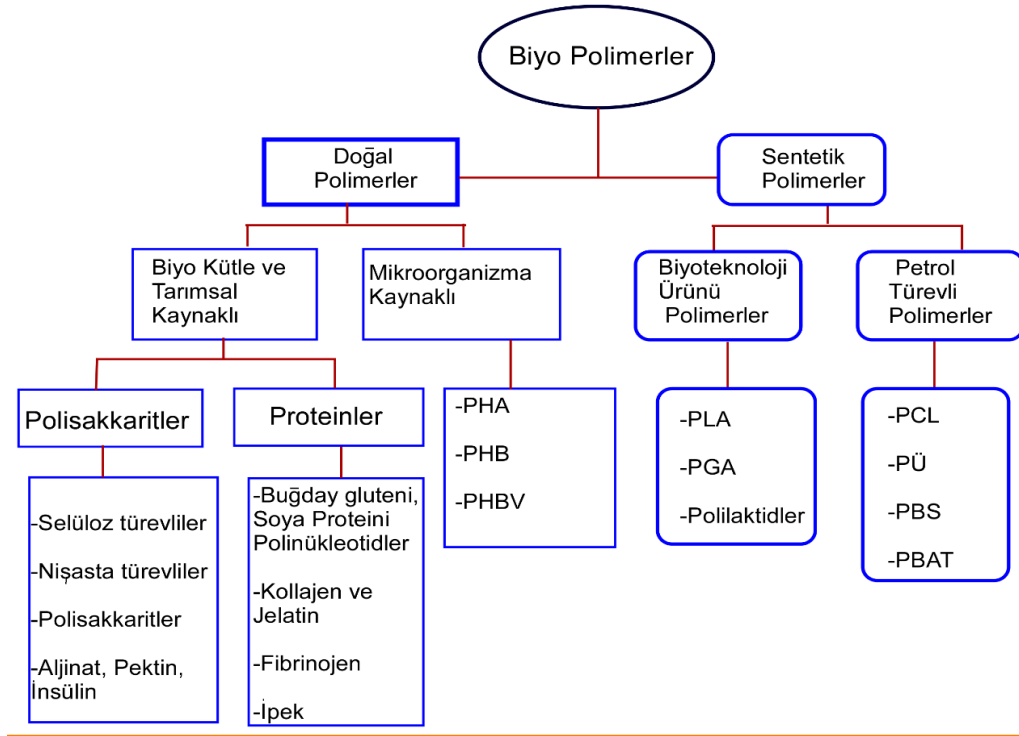 Biyo Polimerler
Doğal
Polimerler
Sentetik
Polimerler
Biyo Kütle ve
Tarımsal
Kaynaklı
Mikroorganizma
Kaynaklı
Biyoteknoloji
Ürünü
Polimerler
Petrol
Türevli
Polimerler
Polisakkaritler
Proteinler
-PHA
-PHB
-PHBV
-PLA
-PGA
-Polilaktidler
-PCL
-PÜ
-PBS
-PBAT
-Selüloz türevliler
-Nişasta türevliler
-Polisakkaritler
-Aljinat, Pektin,
İnsülin
-Buğday gluteni,
Soya Proteini
Polinükleotidler
-Kollajen ve
Jelatin
-Fibrinojen
-İpek